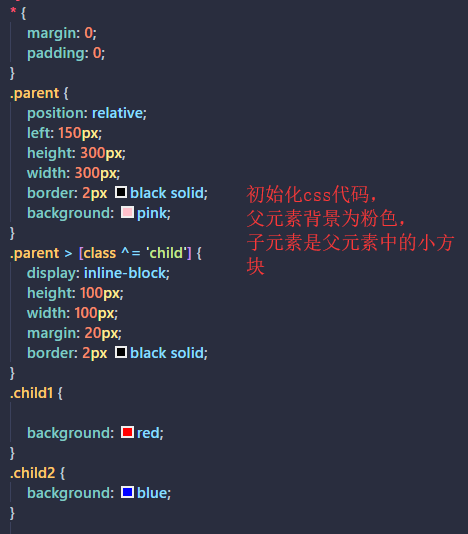 * {
margin: 0;
padding: 0;
}
.parent {
position: relative;
left: 150px;
height: 300px;
width: 300px;
border: 2px black solid;
background: pink;
}
.parent > [class ^= 'child'] {
display: inline-block;
height: 100px;
width: 100px;
margin: 20px;
border: 2px black solid;
}
.child1 {
background: red;
}
.child2 {
background: blue;
}
初始化css代码，
父元素背景为粉色，
子元素是父元素中的小方
块